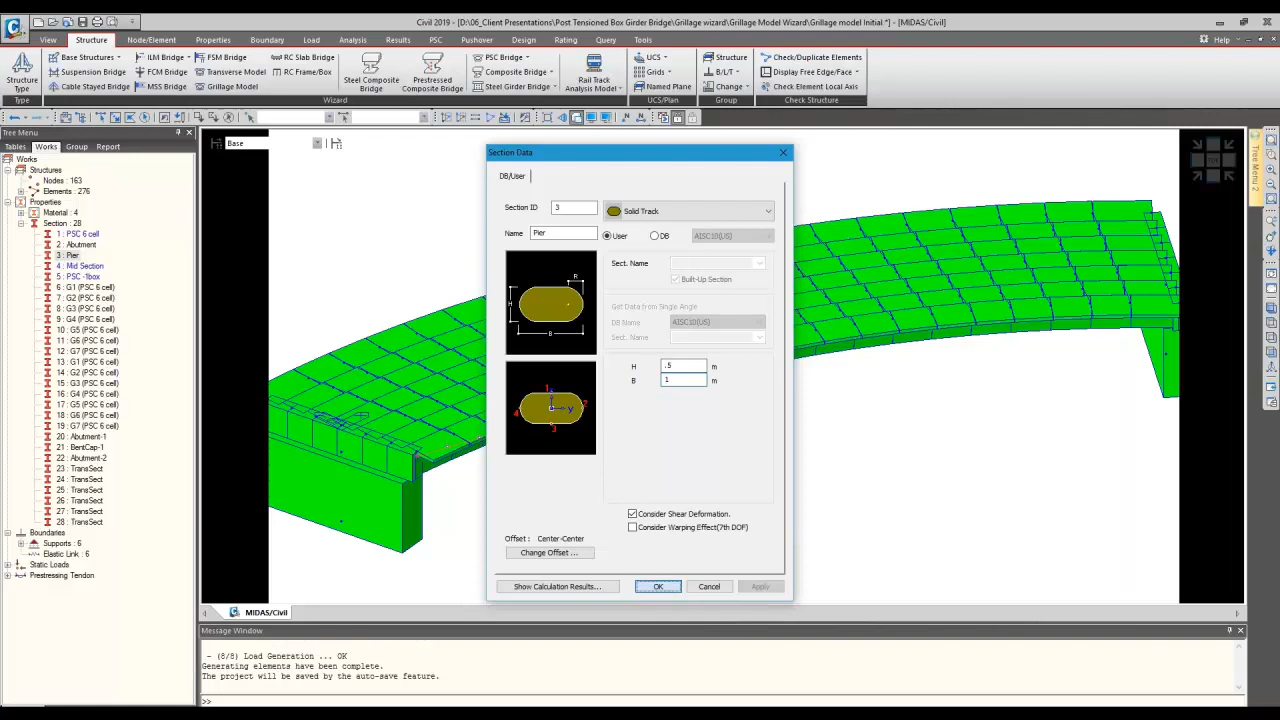 Civil 2019 - [D:\06_Client Presentations\Post Tensioned Box Girder Bridge\Grillage wizard\Grillage Model Wizard\Grillage model Initial *] - [MIDAS/Civil]
View Structure Node/Element Properties Boundary Load Analysis Results PSC Pushover Design Rating Query Tools Help
Base Structures ILM Bridge FSM Bridge RC Slab Bridge PSC Bridge UCS Structure Check/Duplicate Elements
Suspension Bridge FCM Bridge Transverse Model RC Frame/Box Composite Bridge Grids B/L/T Display Free Edge/Face
Structure Type Cable Stayed Bridge MSS Bridge Grillage Model Steel Composite Bridge Prestressed Composite Bridge Steel Girder Bridge Rail Track Analysis Model Named Plane Change Check Element Local Axis
Type Wizard UCS/Plan Group Check Structure
Tree Menu
Tables Works Group Report
Works
Structures
Nodes : 163
Elements : 276
Properties
Material : 4
Section : 28
1 : PSC 6 cell
2 : Abutment
3 : Pier
4 : Mid Section
5 : PSC -1box
6 : G1 (PSC 6 cell)
7 : G2 (PSC 6 cell)
8 : G3 (PSC 6 cell)
9 : G4 (PSC 6 cell)
10 : G5 (PSC 6 cell)
11 : G6 (PSC 6 cell)
12 : G7 (PSC 6 cell)
13 : G1 (PSC 6 cell)
14 : G2 (PSC 6 cell)
15 : G3 (PSC 6 cell)
16 : G4 (PSC 6 cell)
17 : G5 (PSC 6 cell)
18 : G6 (PSC 6 cell)
19 : G7 (PSC 6 cell)
20 : Abutment-1
21 : BentCap-1
22 : Abutment-2
23 : TransSect
24 : TransSect
25 : TransSect
26 : TransSect
27 : TransSect
28 : TransSect
Boundaries
Supports : 6
Elastic Link : 6
Static Loads
Prestressing Tendon
Base
Section Data
DB/User
Section ID 3 Solid Track
Name Pier User DB AISC10(US)
Sect. Name
Built-Up Section
Get Data from Single Angle
DB Name AISC10(US)
Sect. Name
R
H
B
H .5 m
B 1 m
1
2
3
4
y
Consider Shear Deformation.
Consider Warping Effect(7th DOF)
Offset : Center-Center
Change Offset ...
Show Calculation Results... OK Cancel Apply
Tree Menu 2
MIDAS/Civil
Message Window
- (8/8) Load Generation ... OK
Generating elements have been complete.
The project will be saved by the auto-save feature.
>>